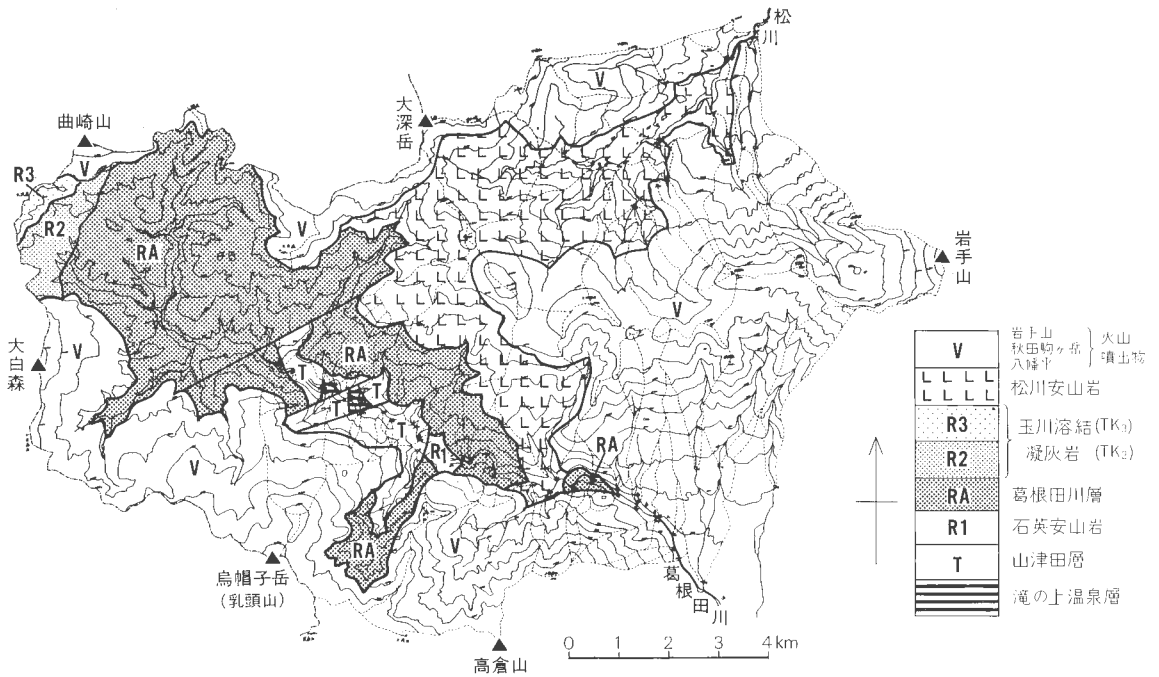 松川
曲崎山
大深岳
V
R3
V
R2
V
RA
岩手山
V
大白森
V
RA
T
T
T
R1
RA
V
V
RA
烏帽子岳
(乳頭山)
葛根田川
高倉山
0 1 2 3 4 km
V
岩手山
秋田駒ヶ岳
八幡平
火山
噴出物
松川安山岩
R3
玉川溶結(TK₃)
R2
凝灰岩 (TK₂)
RA
葛根田川層
R1
石英安山岩
T
山津田層
滝の上温泉層